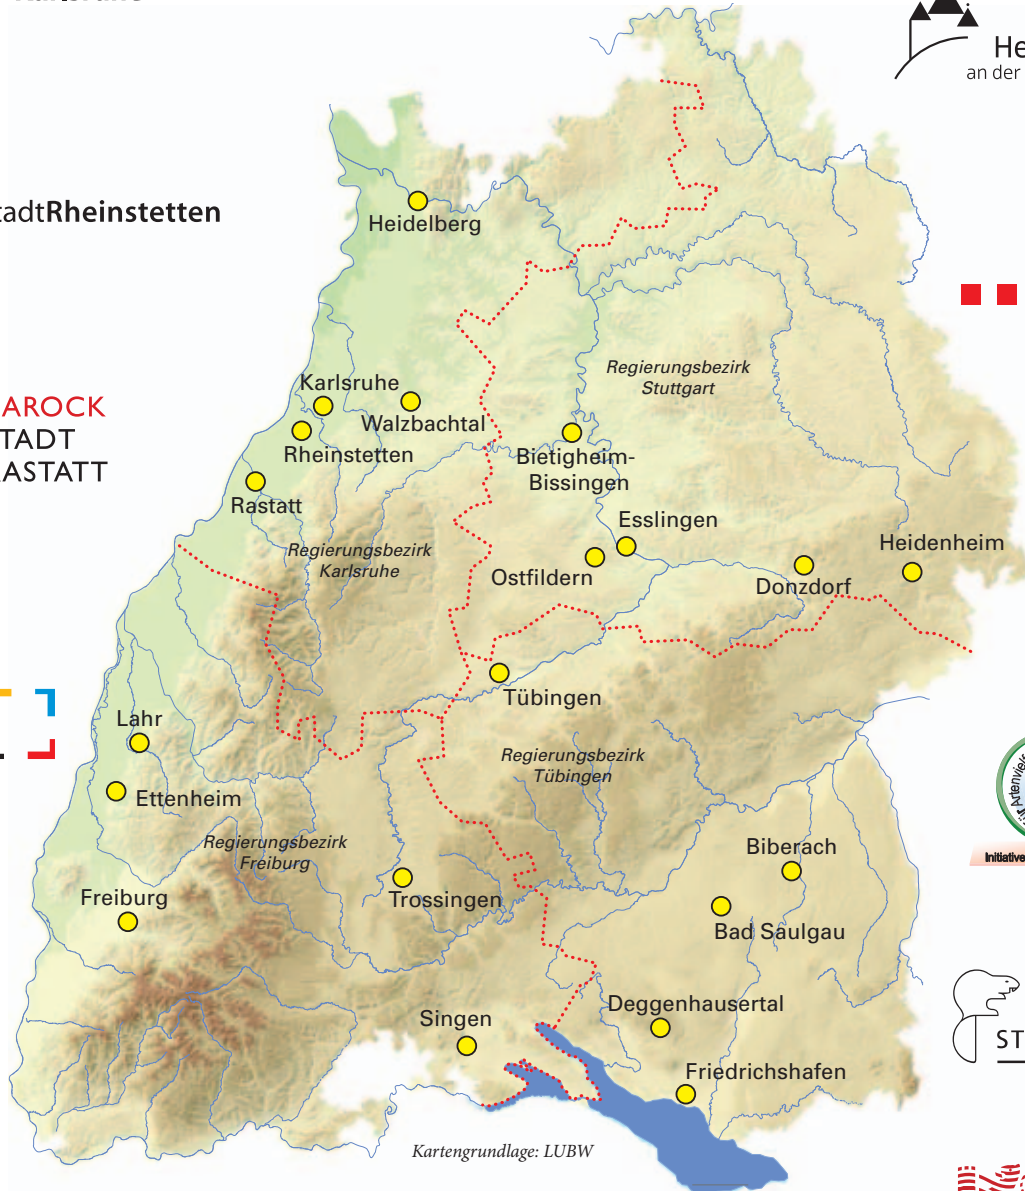 He
an der
tadtRheinstetten
Heidelberg
Regierungsbezirk
Stuttgart
Karlsruhe
Walzbachtal
AROCK
TADT
ASTATT
Rheinstetten
Bietigheim-
Bissingen
Rastatt
Esslingen
Regierungsbezirk
Karlsruhe
Heidenheim
Ostfildern
Donzdorf
Tübingen
Lahr
Regierungsbezirk
Tübingen
Ettenheim
Artenviel
Regierungsbezirk
Freiburg
Biberach
Initiative
Freiburg
Trossingen
Bad Saulgau
Deggenhausertal
Singen
ST
Friedrichshafen
Kartengrundlage: LUBW